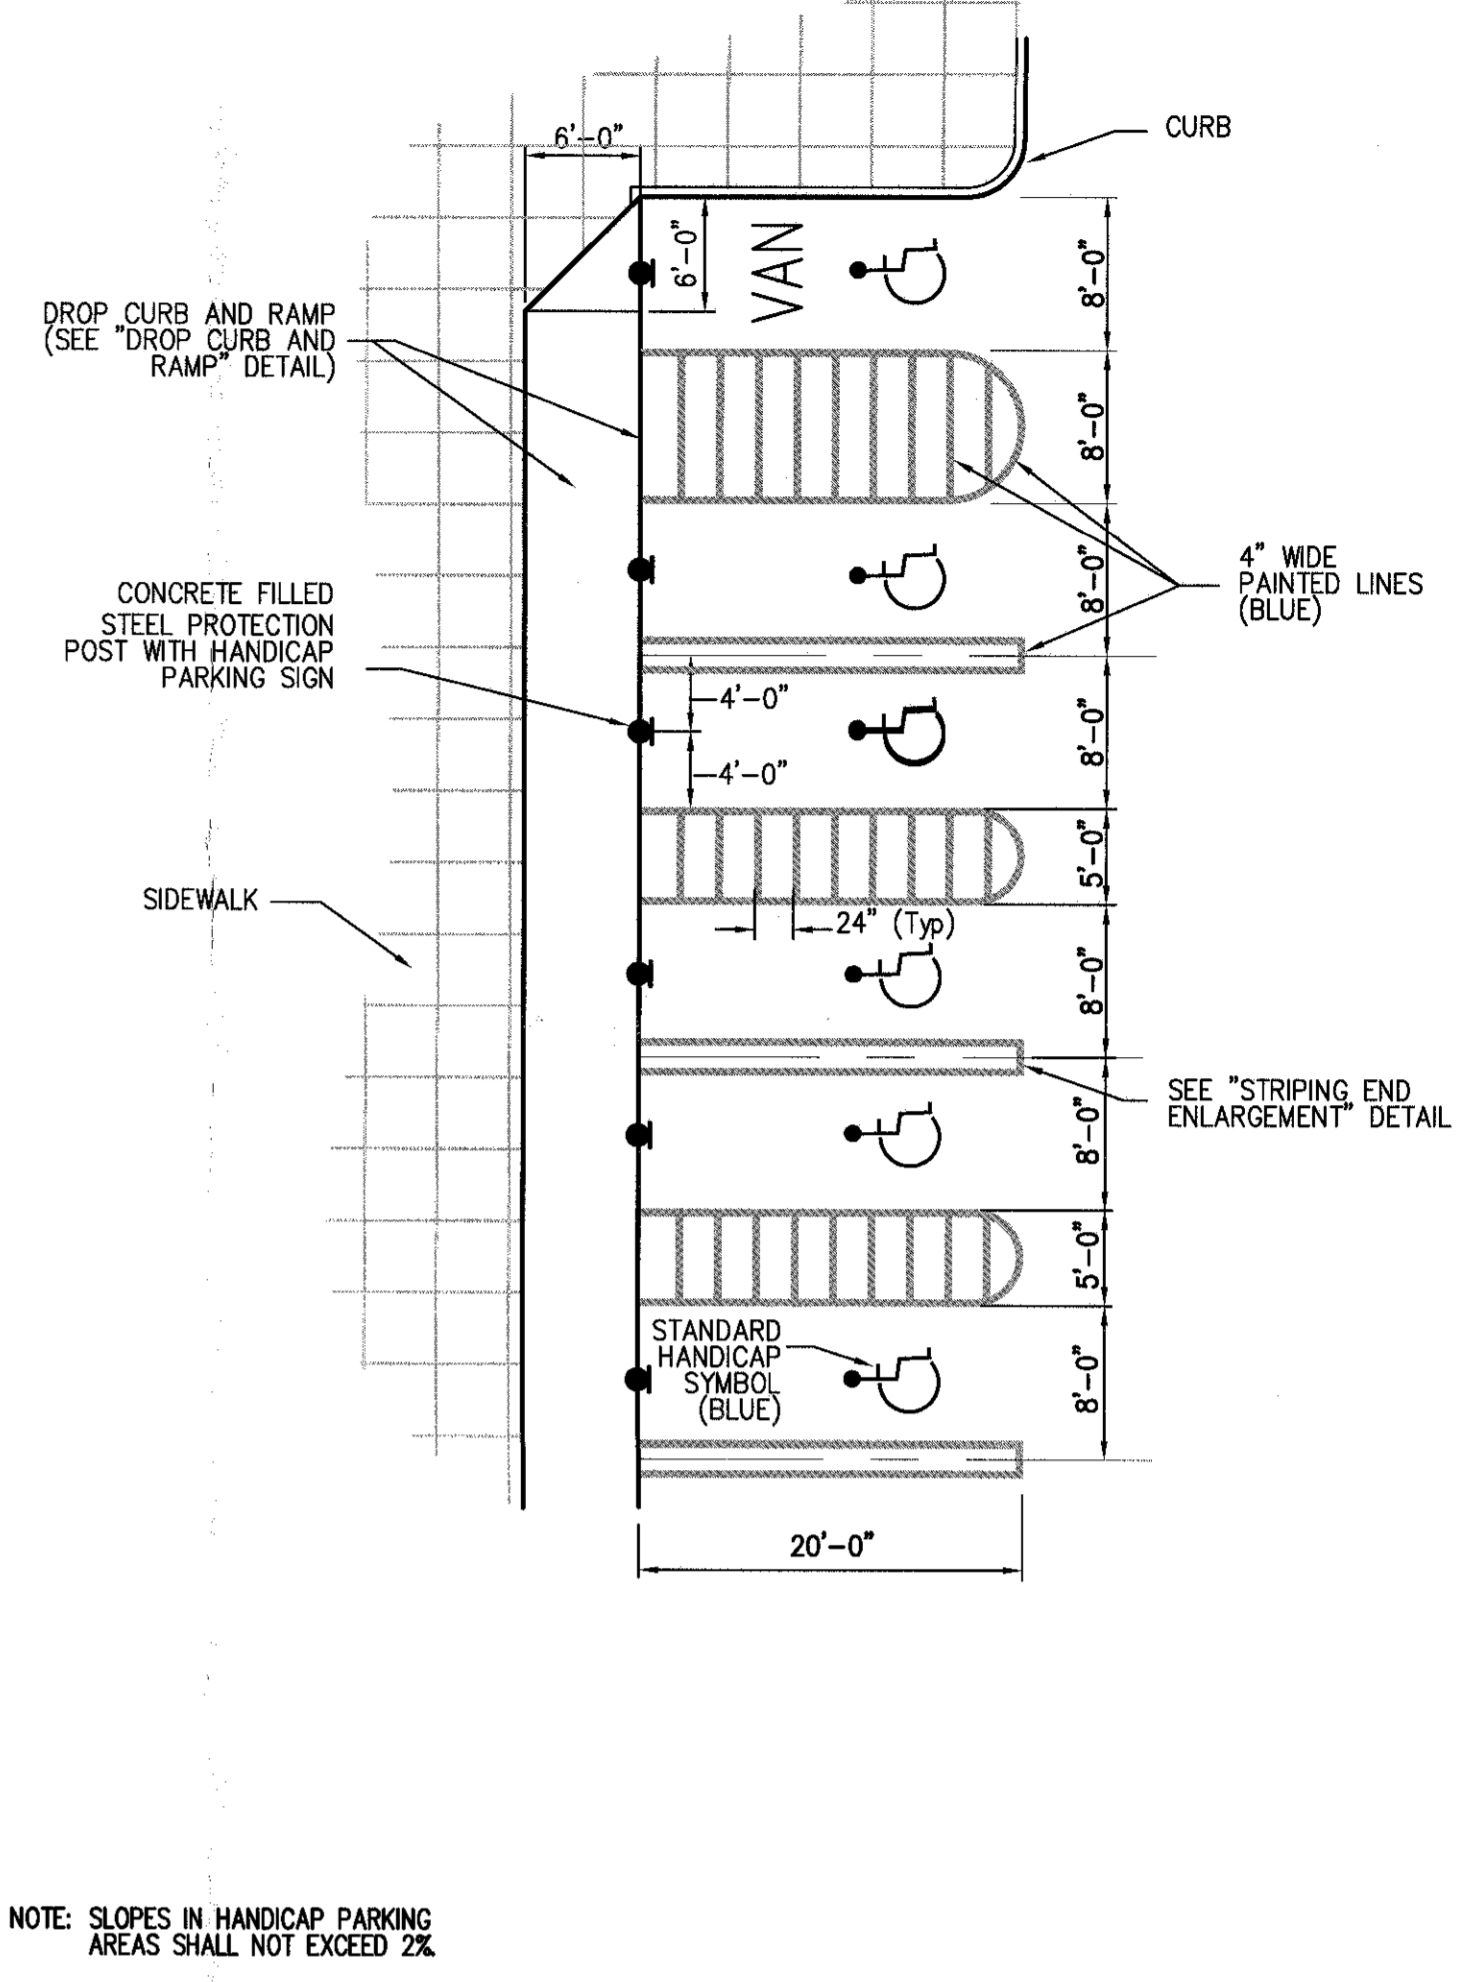 6'-0"
CURB
6'-0"
VAN
8'-0"
DROP CURB AND RAMP
(SEE "DROP CURB AND
RAMP" DETAIL)
8'-0"
4" WIDE
PAINTED LINES
(BLUE)
8'-0"
CONCRETE FILLED
STEEL PROTECTION
POST WITH HANDICAP
PARKING SIGN
4'-0"
8'-0"
4'-0"
5'-0"
SIDEWALK
24" (Typ)
8'-0"
SEE "STRIPING END
ENLARGEMENT" DETAIL
8'-0"
5'-0"
STANDARD
HANDICAP
SYMBOL
(BLUE)
8'-0"
20'-0"
NOTE: SLOPES IN HANDICAP PARKING
AREAS SHALL NOT EXCEED 2%.